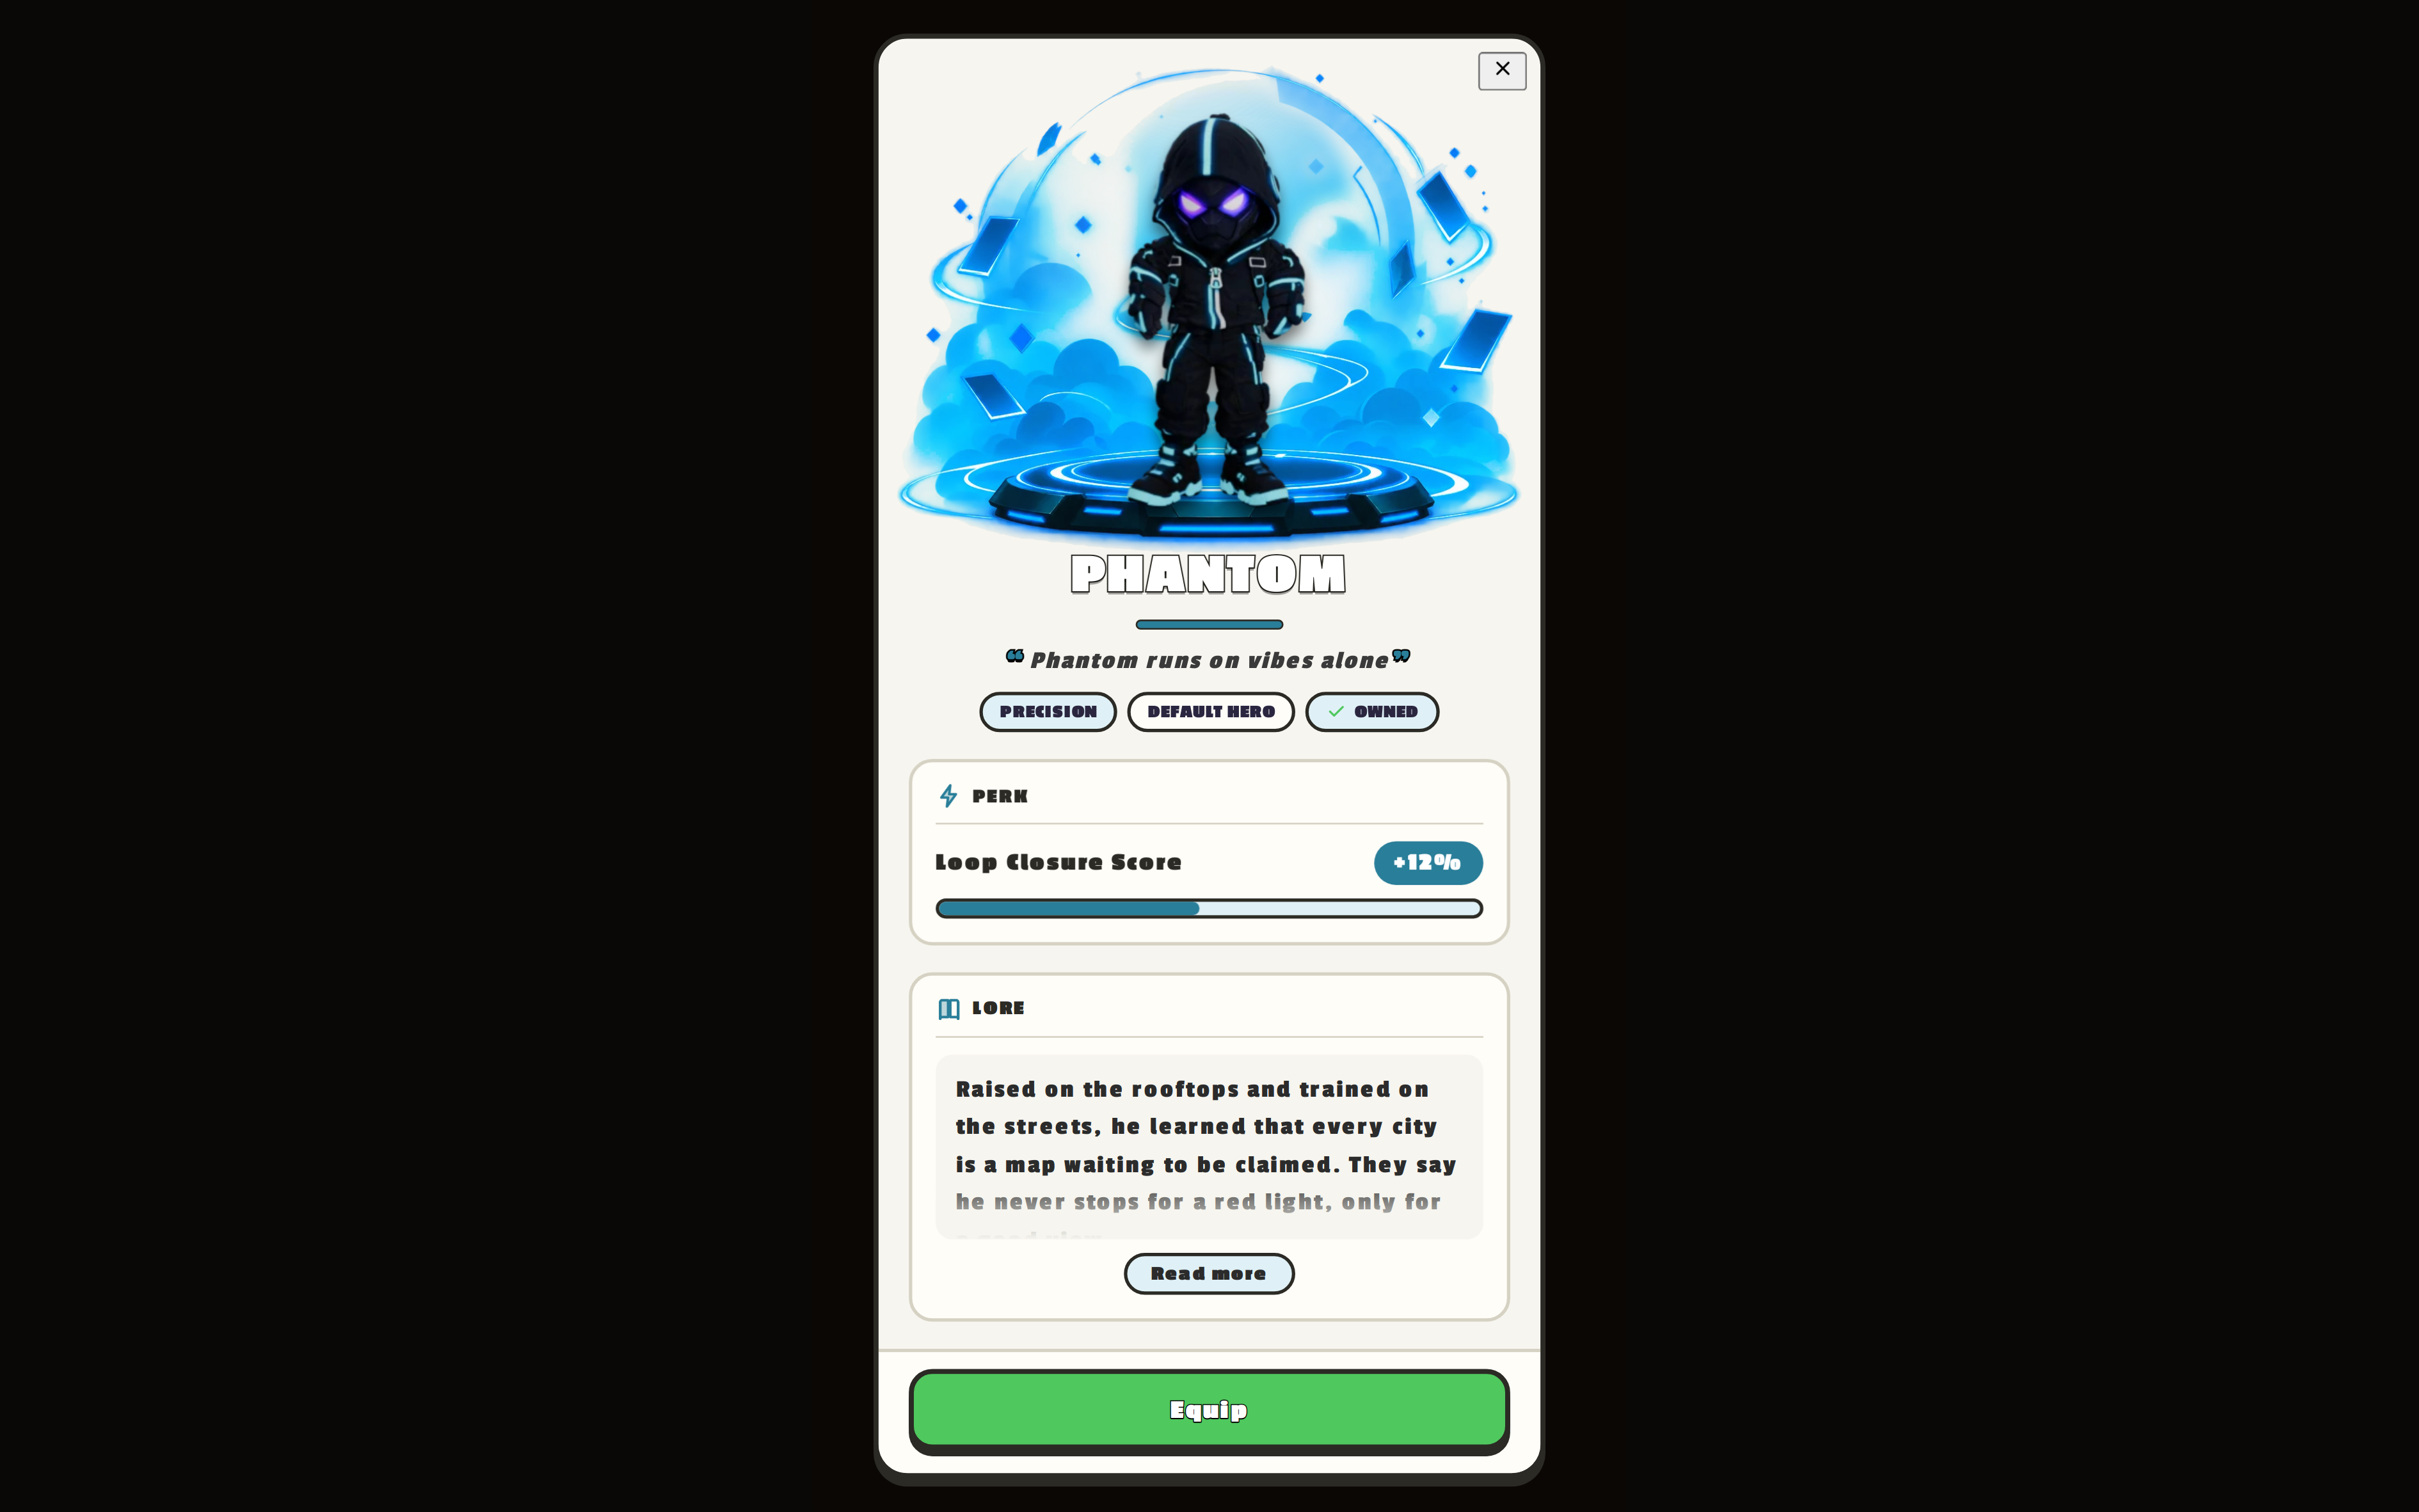 PHANTOM
❝ Phantom runs on vibes alone ❞
PRECISION
DEFAULT HERO
OWNED
PERK
Loop Closure Score
+12%
LORE
Raised on the rooftops and trained on
the streets, he learned that every city
is a map waiting to be claimed. They say
he never stops for a red light, only for
Read more
Equip